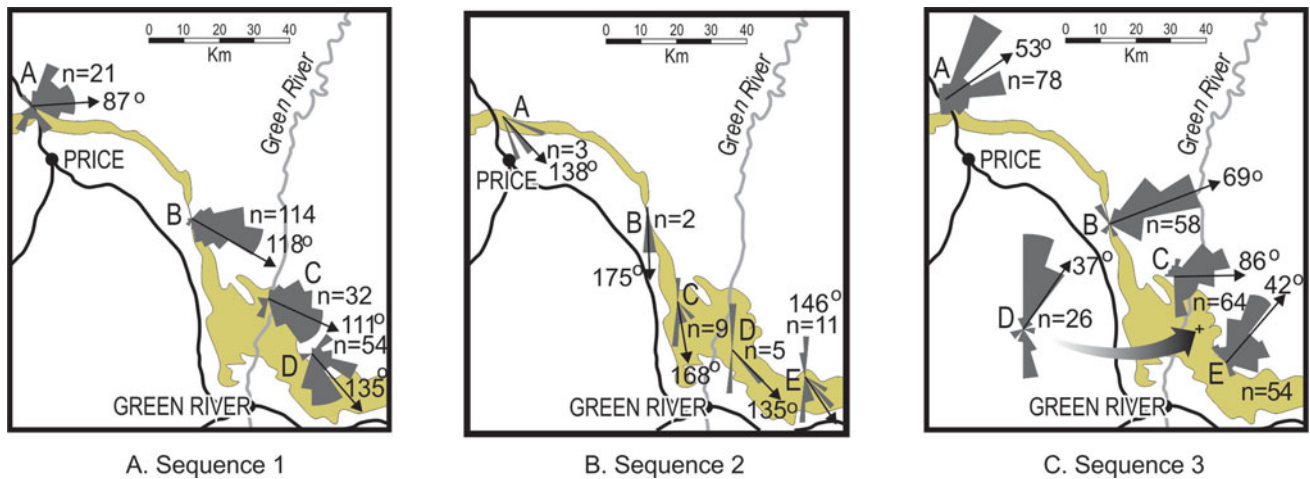 0 10 20 30 40
Km
A
n=21
87°
Green River
PRICE
B
n=114
118°
C
n=32
111°
n=54
D
135°
GREEN RIVER
A. Sequence 1
0 10 20 30 40
Km
A
n=3
138°
Green River
PRICE
B
n=2
175°
C
n=9
168°
D
n=5
135°
146°
n=11
E
GREEN RIVER
B. Sequence 2
0 10 20 30 40
Km
A
53°
n=78
Green River
PRICE
B
69°
n=58
C
86°
n=64
D
37°
n=26
42°
E
n=54
GREEN RIVER
C. Sequence 3